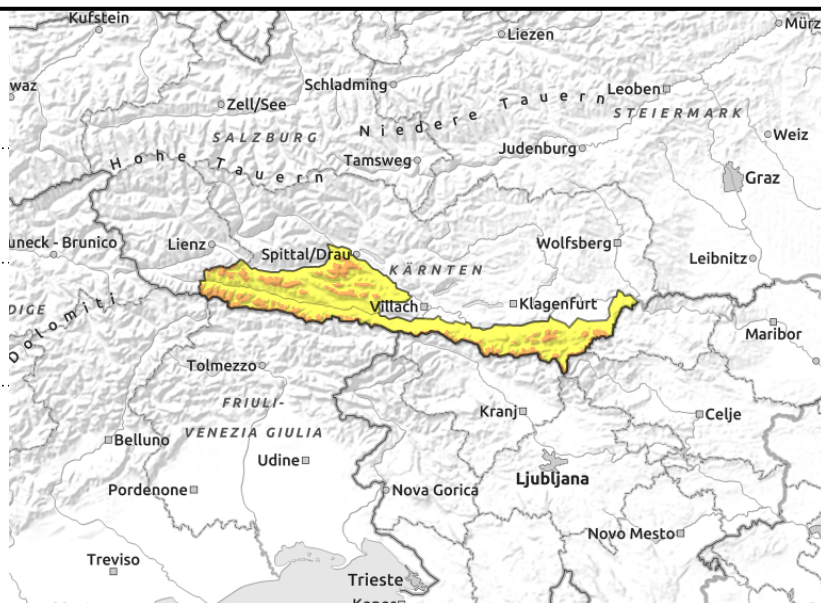 Kufstein
Liezen
Mürz
waz
Schladming
Leoben
Zell/See
Niedere Tauern
STEIERMARK
SALZBURG
Weiz
Judenburg
Hohe Tauern
Tamsweg
Graz
uneck - Brunico
Lienz
Wolfsberg
Spittal/Drau
Leibnitz
KÄRNTEN
DIGE
Villach
Klagenfurt
Dolomiti
Maribor
Tolmezzo
FRIULI-
VENEZIA GIULIA
Kranj
Celje
Belluno
Udine
Ljubljana
Pordenone
Nova Gorica
Novo Mesto
Treviso
Trieste